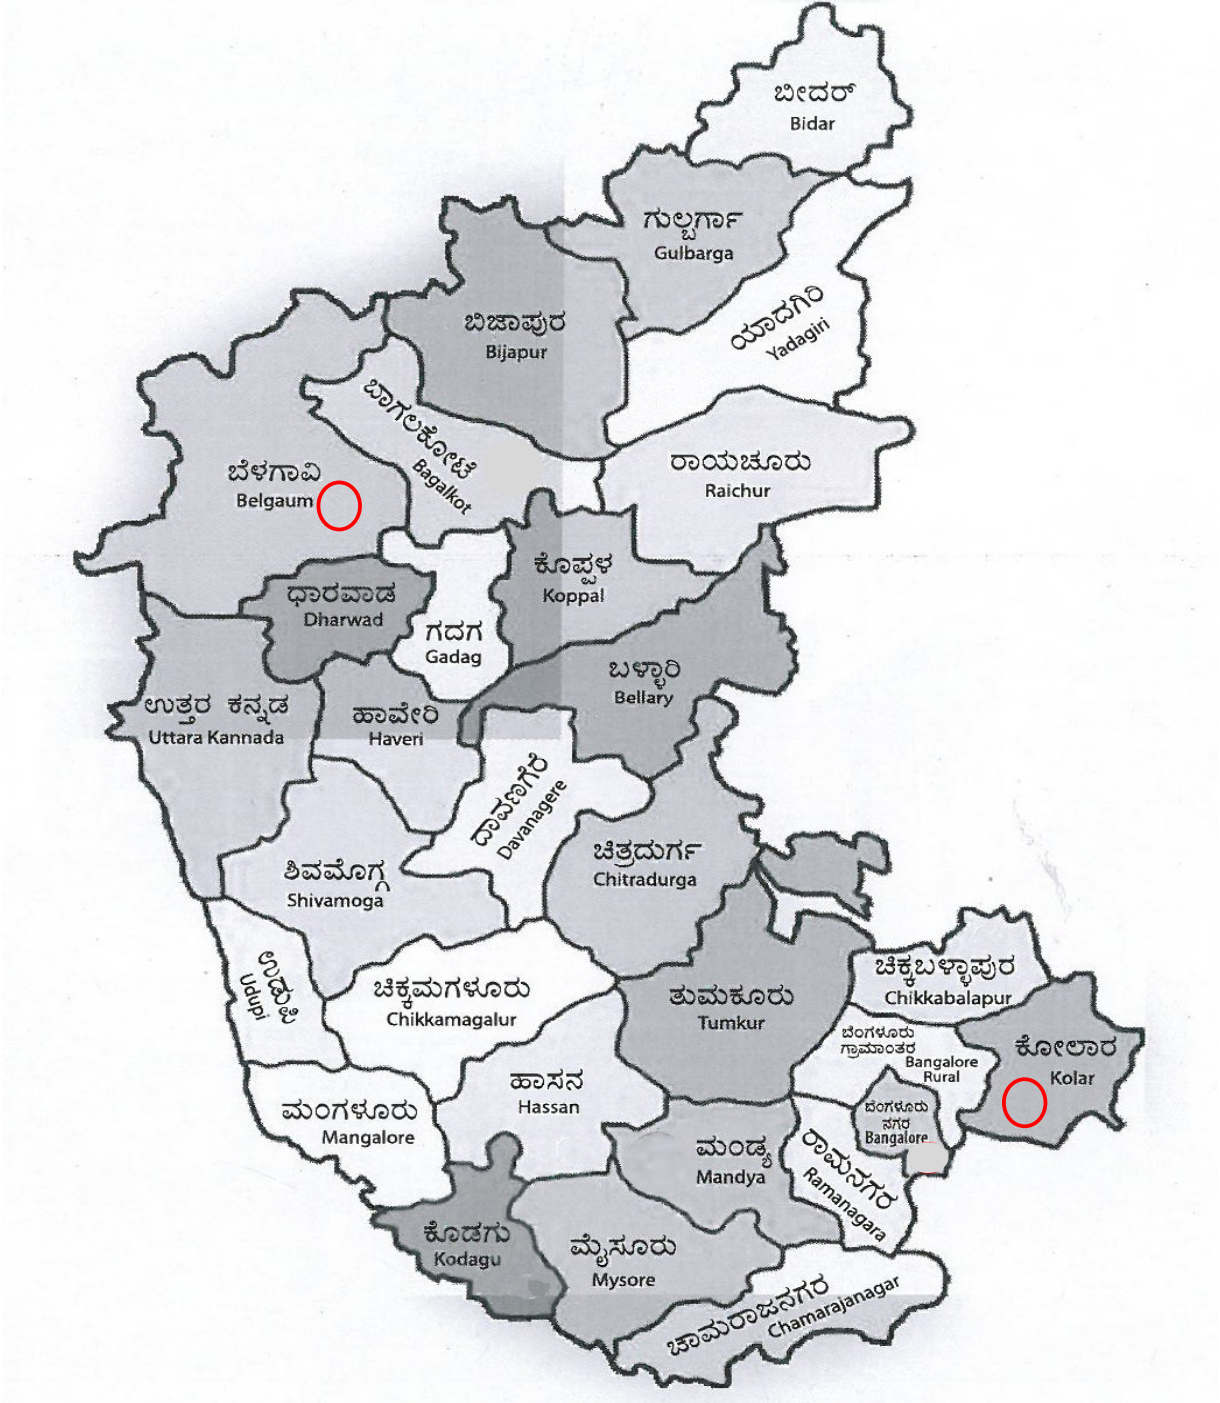 ಬೀದರ್
Bidar
ಗುಲ್ಬರ್ಗಾ
Gulbarga
ಯಾದಗಿರಿ
Yadagiri
ಬಿಜಾಪುರ
Bijapur
ಬಾಗಲಕೋಟೆ
Bagalkot
ರಾಯಚೂರು
Raichur
ಬೆಳಗಾವಿ
Belgaum
ಧಾರವಾಡ
Dharwad
ಗದಗ
Gadag
ಕೊಪ್ಪಳ
Koppal
ಬಳ್ಳಾರಿ
Bellary
ಉತ್ತರ ಕನ್ನಡ
Uttara Kannada
ಹಾವೇರಿ
Haveri
ದಾವಣಗೆರೆ
Davanagere
ಶಿವಮೊಗ್ಗ
Shivamoga
ಚಿತ್ರದುರ್ಗ
Chitradurga
ಉಡುಪಿ
Udupi
ಚಿಕ್ಕಮಗಳೂರು
Chikkamagalur
ತುಮಕೂರು
Tumkur
ಚಿಕ್ಕಬಳ್ಳಾಪುರ
Chikkabalapur
ಬೆಂಗಳೂರು
ಗ್ರಾಮಾಂತರ
Bangalore
Rural
ಕೋಲಾರ
Kolar
ಹಾಸನ
Hassan
ಮಂಗಳೂರು
Mangalore
ಬೆಂಗಳೂರು
ನಗರ
Bangalore
ಮಂಡ್ಯ
Mandya
ರಾಮನಗರ
Ramanagara
ಕೊಡಗು
Kodagu
ಮೈಸೂರು
Mysore
ಚಾಮರಾಜನಗರ
Chamarajanagar